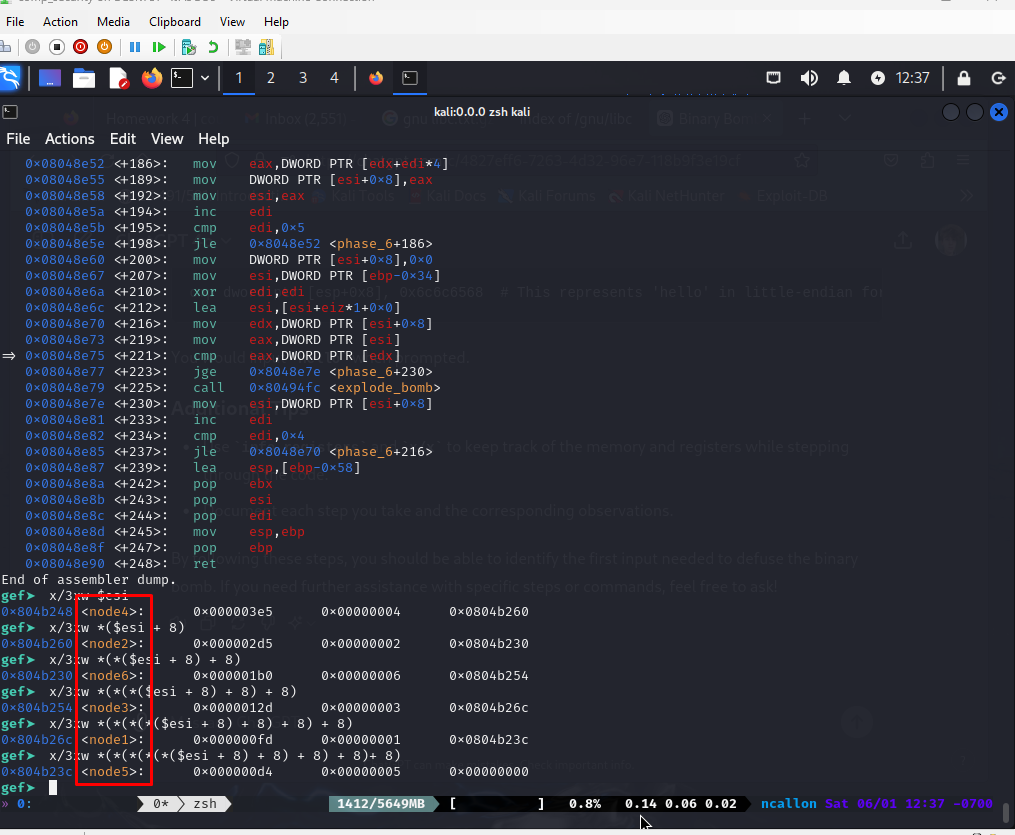 File Action Media Clipboard View Help
1 2 3 4 12:37
kali:0.0.0 zsh kali
File Actions Edit View Help
0×08048e52 <+186>: mov eax,DWORD PTR [edx+edi*4]
0×08048e55 <+189>: mov DWORD PTR [esi+0×8],eax
0×08048e58 <+192>: mov esi,eax
0×08048e5a <+194>: inc edi
0×08048e5b <+195>: cmp edi,0×5
0×08048e5e <+198>: jle 0×8048e52 <phase_6+186>
0×08048e60 <+200>: mov DWORD PTR [esi+0×8],0×0
0×08048e67 <+207>: mov esi,DWORD PTR [ebp-0×34]
0×08048e6a <+210>: xor edi,edi
0×08048e6c <+212>: lea esi,[esi+eiz*1+0×0]
0×08048e70 <+216>: mov edx,DWORD PTR [esi+0×8]
0×08048e73 <+219>: mov eax,DWORD PTR [esi]
⇒ 0×08048e75 <+221>: cmp eax,DWORD PTR [edx]
0×08048e77 <+223>: jge 0×8048e7e <phase_6+230>
0×08048e79 <+225>: call 0×80494fc <explode_bomb>
0×08048e7e <+230>: mov esi,DWORD PTR [esi+0×8]
0×08048e81 <+233>: inc edi
0×08048e82 <+234>: cmp edi,0×4
0×08048e85 <+237>: jle 0×8048e70 <phase_6+216>
0×08048e87 <+239>: lea esp,[ebp-0×58]
0×08048e8a <+242>: pop ebx
0×08048e8b <+243>: pop esi
0×08048e8c <+244>: pop edi
0×08048e8d <+245>: mov esp,ebp
0×08048e8f <+247>: pop ebp
0×08048e90 <+248>: ret
End of assembler dump.
gef➤ x/3xw $esi
0×804b248 <node4>: 0×000003e5 0×00000004 0×0804b260
gef➤ x/3xw *($esi + 8)
0×804b260 <node2>: 0×000002d5 0×00000002 0×0804b230
gef➤ x/3xw *(*($esi + 8) + 8)
0×804b230 <node6>: 0×000001b0 0×00000006 0×0804b254
gef➤ x/3xw *(*(*($esi + 8) + 8) + 8)
0×804b254 <node3>: 0×0000012d 0×00000003 0×0804b26c
gef➤ x/3xw *(*(*(*($esi + 8) + 8) + 8) + 8)
0×804b26c <node1>: 0×000000fd 0×00000001 0×0804b23c
gef➤ x/3xw *(*(*(*(*($esi + 8) + 8) + 8) + 8)+ 8)
0×804b23c <node5>: 0×000000d4 0×00000005 0×00000000
gef➤
» 0: 0* zsh 1412/5649MB [ ] 0.8% 0.14 0.06 0.02 ncallon Sat 06/01 12:37 -0700